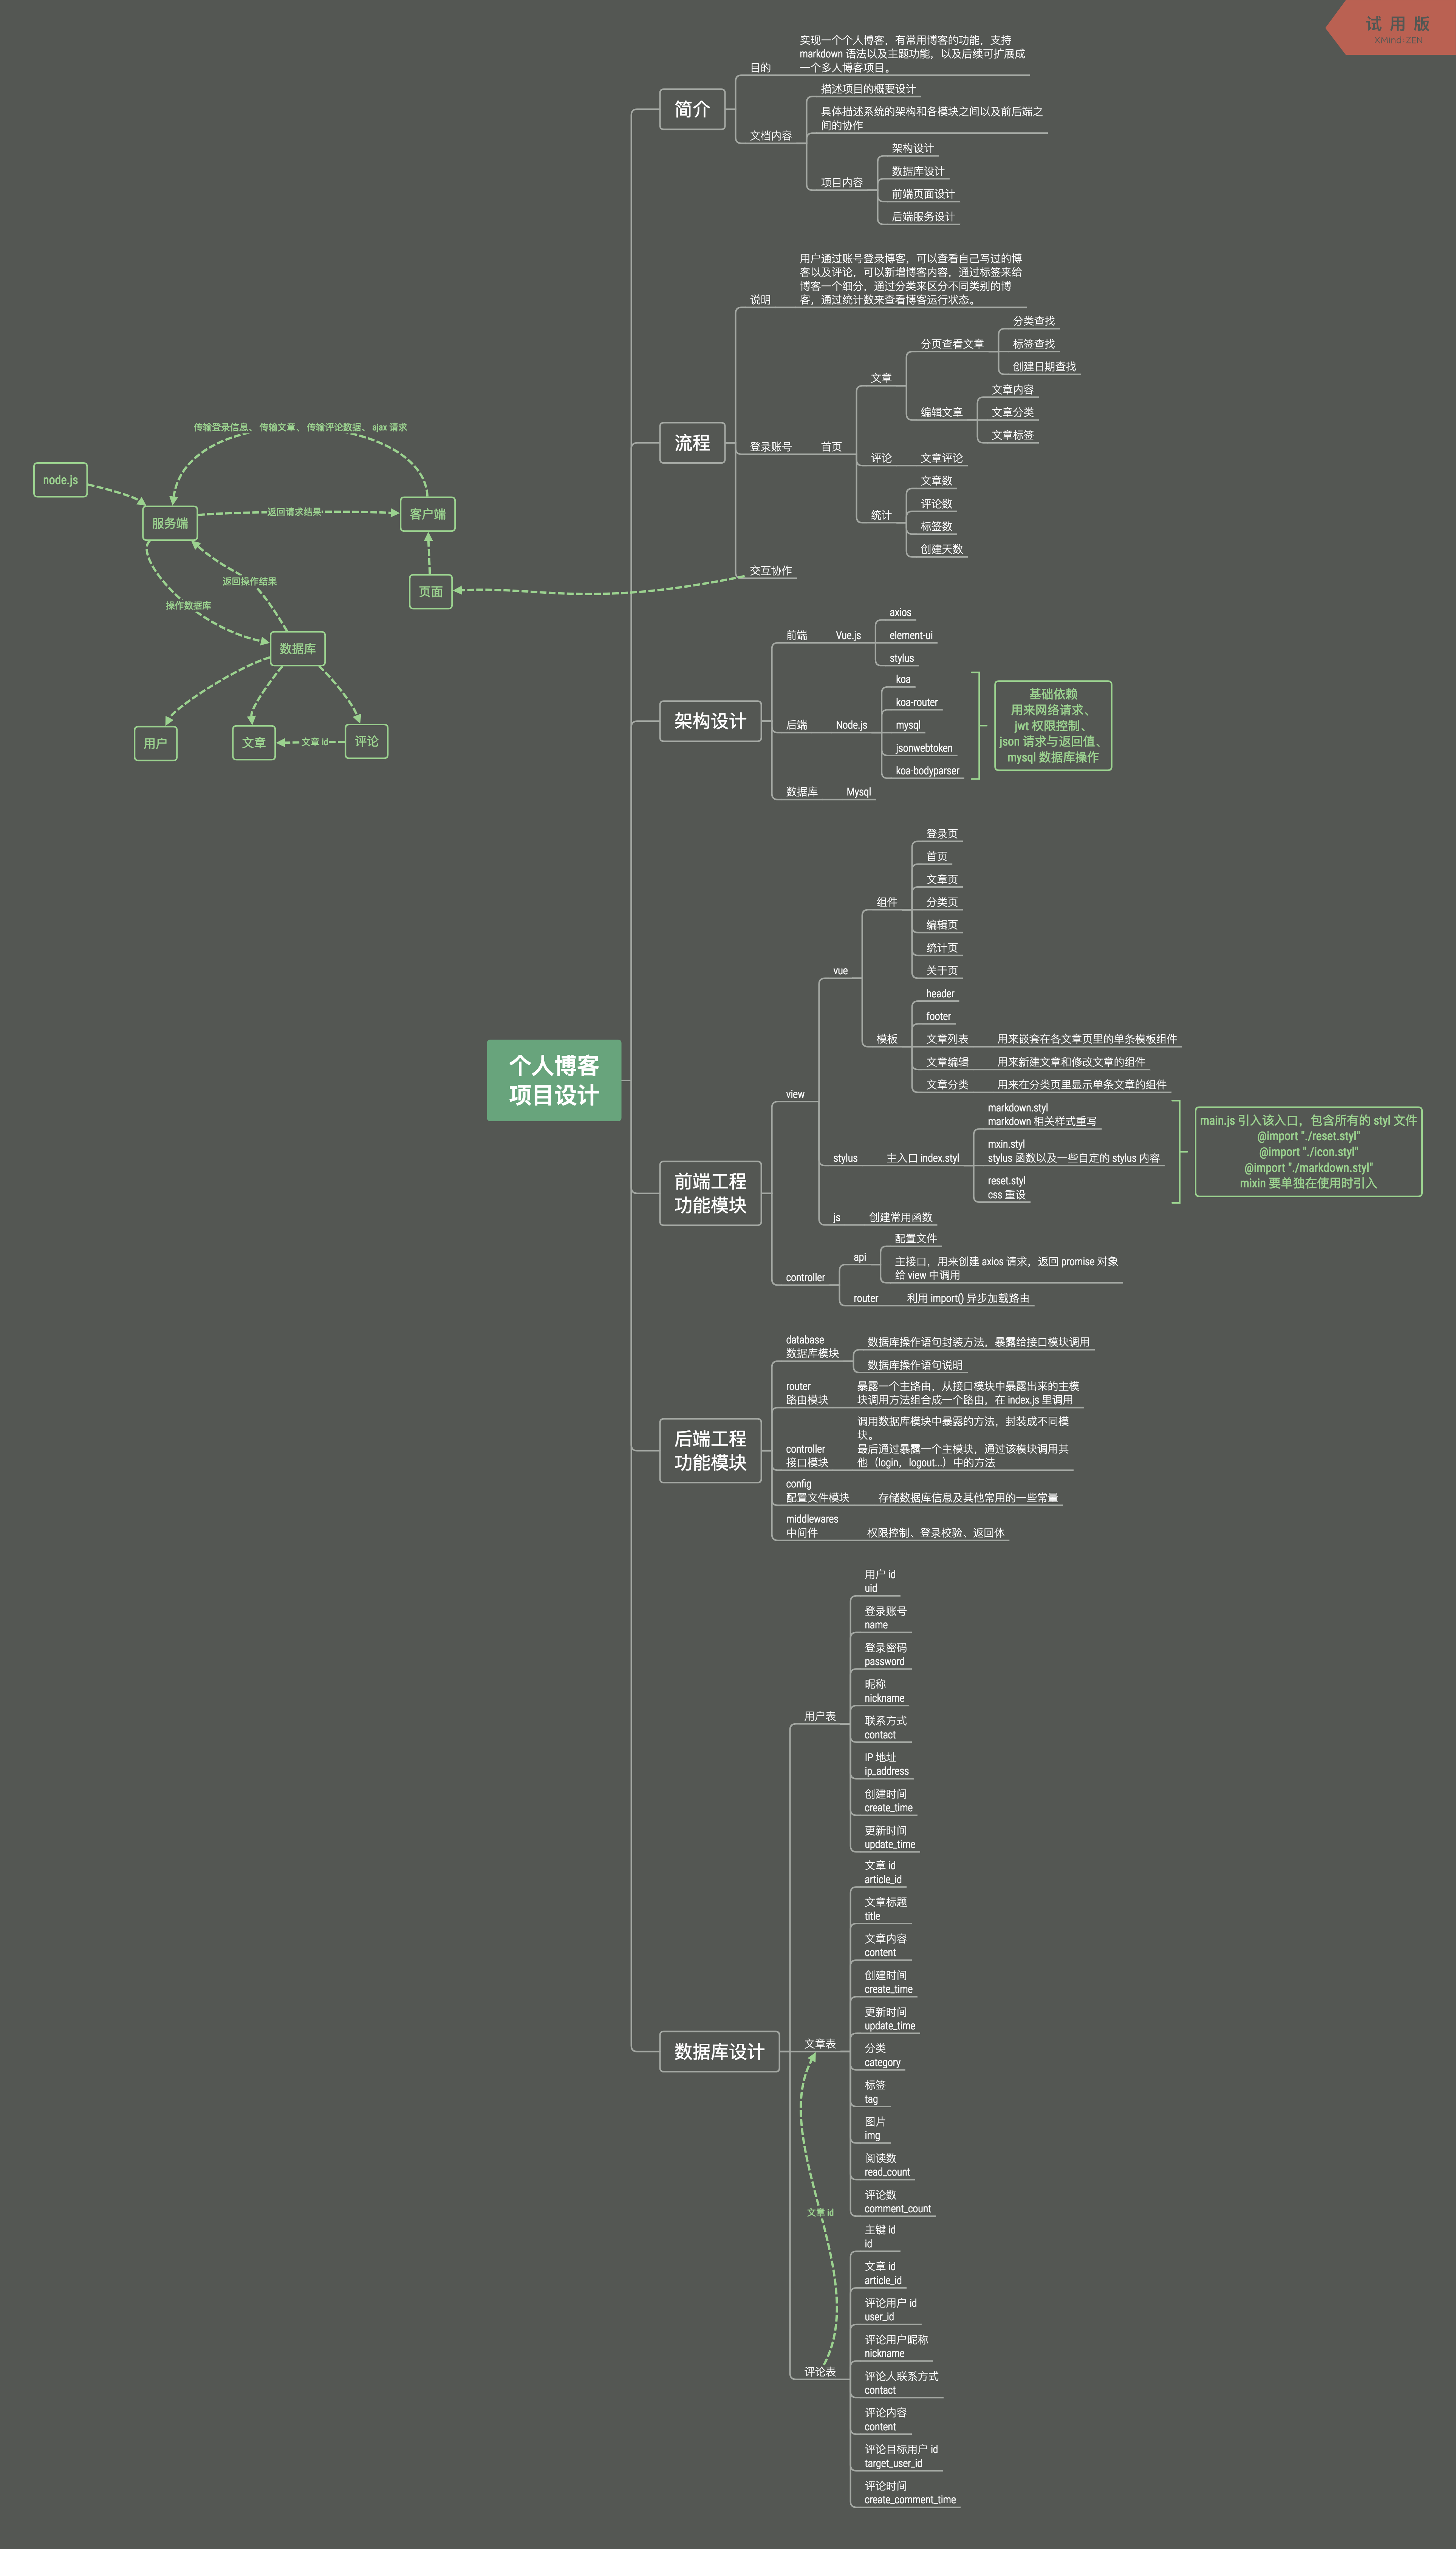 试用版
XMind:ZEN
个人博客
项目设计
简介
目的
实现一个个人博客，有常用博客的功能，支持
markdown 语法以及主题功能，以及后续可扩展成
一个多人博客项目。
文档内容
描述项目的概要设计
具体描述系统的架构和各模块之间以及前后端之
间的协作
项目内容
架构设计
数据库设计
前端页面设计
后端服务设计
流程
说明
用户通过账号登录博客，可以查看自己写过的博
客以及评论，可以新增博客内容，通过标签来给
博客一个细分，通过分类来区分不同类别的博
客，通过统计数来查看博客运行状态。
登录账号
首页
文章
分页查看文章
分类查找
标签查找
创建日期查找
编辑文章
文章内容
文章分类
文章标签
评论
文章评论
统计
文章数
评论数
标签数
创建天数
交互协作
传输登录信息、传输文章、传输评论数据、ajax 请求
node.js
服务端
返回请求结果
客户端
页面
返回操作结果
操作数据库
数据库
用户
文章
文章 id
评论
架构设计
前端
Vue.js
axios
element-ui
stylus
后端
Node.js
koa
koa-router
mysql
jsonwebtoken
koa-bodyparser
基础依赖
用来网络请求、
jwt 权限控制、
json 请求与返回值、
mysql 数据库操作
数据库
Mysql
前端工程
功能模块
view
vue
组件
登录页
首页
文章页
分类页
编辑页
统计页
关于页
模板
header
footer
文章列表
用来嵌套在各文章页里的单条模板组件
文章编辑
用来新建文章和修改文章的组件
文章分类
用来在分类页里显示单条文章的组件
stylus
主入口 index.styl
markdown.styl
markdown 相关样式重写
mxin.styl
stylus 函数以及一些自定的 stylus 内容
reset.styl
css 重设
main.js 引入该入口，包含所有的 styl 文件
@import "./reset.styl"
@import "./icon.styl"
@import "./markdown.styl"
mixin 要单独在使用时引入
js
创建常用函数
controller
api
配置文件
主接口，用来创建 axios 请求，返回 promise 对象
给 view 中调用
router
利用 import() 异步加载路由
后端工程
功能模块
database
数据库模块
数据库操作语句封装方法，暴露给接口模块调用
数据库操作语句说明
router
路由模块
暴露一个主路由，从接口模块中暴露出来的主模
块调用方法组合成一个路由，在 index.js 里调用
controller
接口模块
调用数据库模块中暴露的方法，封装成不同模
块。
最后通过暴露一个主模块，通过该模块调用其
他（login，logout...）中的方法
config
配置文件模块
存储数据库信息及其他常用的一些常量
middlewares
中间件
权限控制、登录校验、返回体
数据库设计
用户表
用户 id
uid
登录账号
name
登录密码
password
昵称
nickname
联系方式
contact
IP 地址
ip_address
创建时间
create_time
更新时间
update_time
文章表
文章 id
article_id
文章标题
title
文章内容
content
创建时间
create_time
更新时间
update_time
分类
category
标签
tag
图片
img
阅读数
read_count
评论数
comment_count
文章 id
评论表
主键 id
id
文章 id
article_id
评论用户 id
user_id
评论用户昵称
nickname
评论人联系方式
contact
评论内容
content
评论目标用户 id
target_user_id
评论时间
create_comment_time